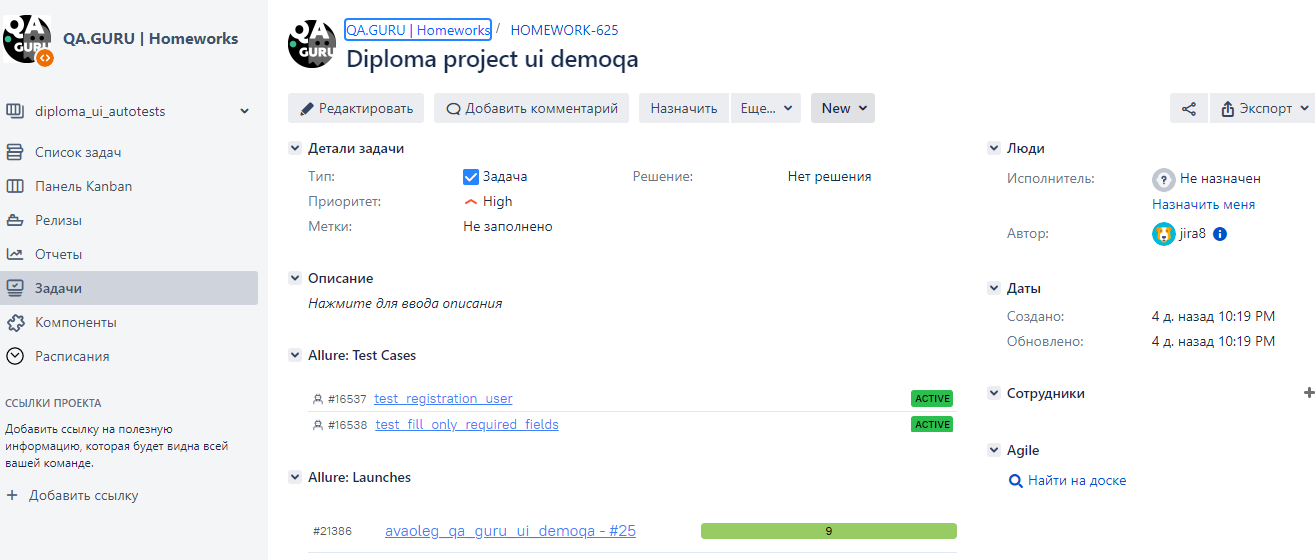 QA.GURU | Homeworks
diploma_ui_autotests
Список задач
Панель Kanban
Релизы
Отчеты
Задачи
Компоненты
Расписания
ССЫЛКИ ПРОЕКТА
Добавить ссылку на полезную
информацию, которая будет видна всей
вашей команде.
+ Добавить ссылку
QA
GURU
QA.GURU | Homeworks / HOMEWORK-625
Diploma project ui demoqa
Редактировать Добавить комментарий Назначить Еще... New Экспорт
Детали задачи
Тип: Задача Решение: Нет решения
Приоритет: High
Метки: Не заполнено
Описание
Нажмите для ввода описания
Allure: Test Cases
#16537 test_registration_user ACTIVE
#16538 test_fill_only_required_fields ACTIVE
Allure: Launches
#21386 avaoleg_qa_guru_ui_demoqa - #25 9
Люди
Исполнитель: Не назначен
Назначить меня
Автор: jira8
Даты
Создано: 4 д. назад 10:19 PM
Обновлено: 4 д. назад 10:19 PM
Сотрудники
Agile
Найти на доске